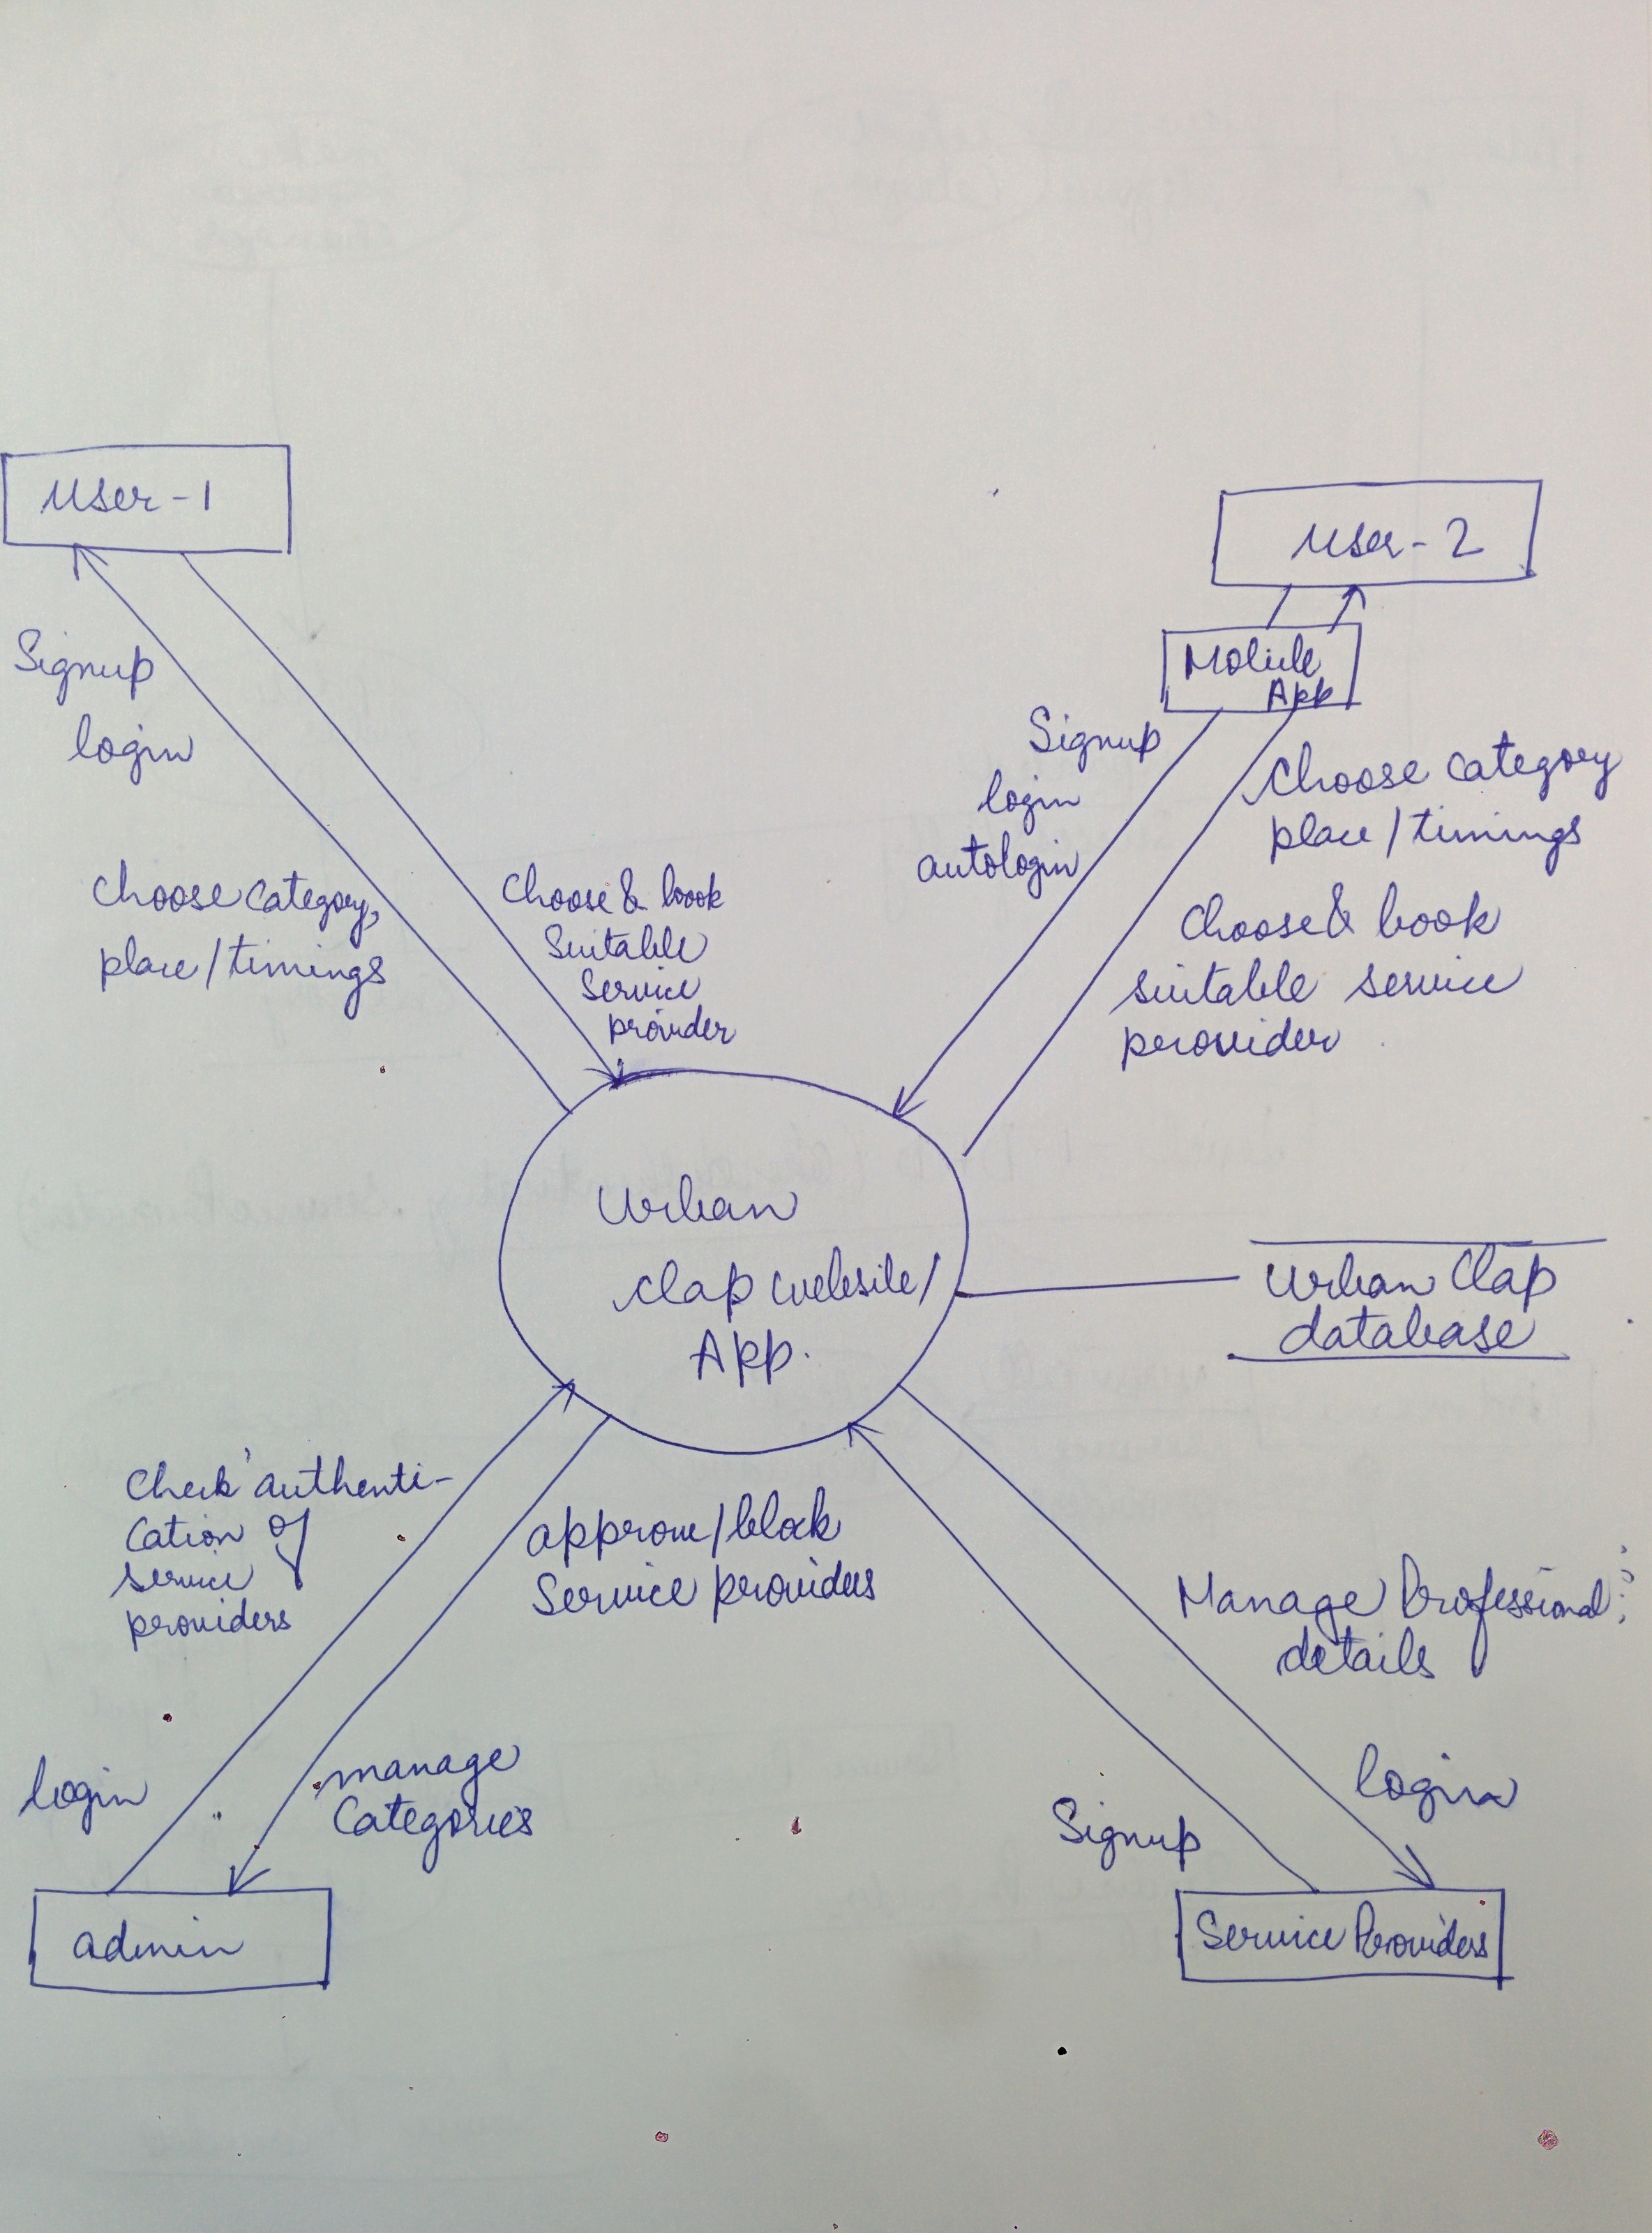 User-1
User-2
Mobile
App
Signup
login
Choose category,
place/timings
Choose & book
Suitable
Service
provider
Signup
login
autologin
Choose category
place/timings
Choose & book
suitable service
provider
Urban
Clap website/
App.
Urban Clap
database
Check authenti-
cation of
service
providers
login
approve/block
Service providers
manage
Categories
admin
Manage Professional
details
login
Signup
Service Providers